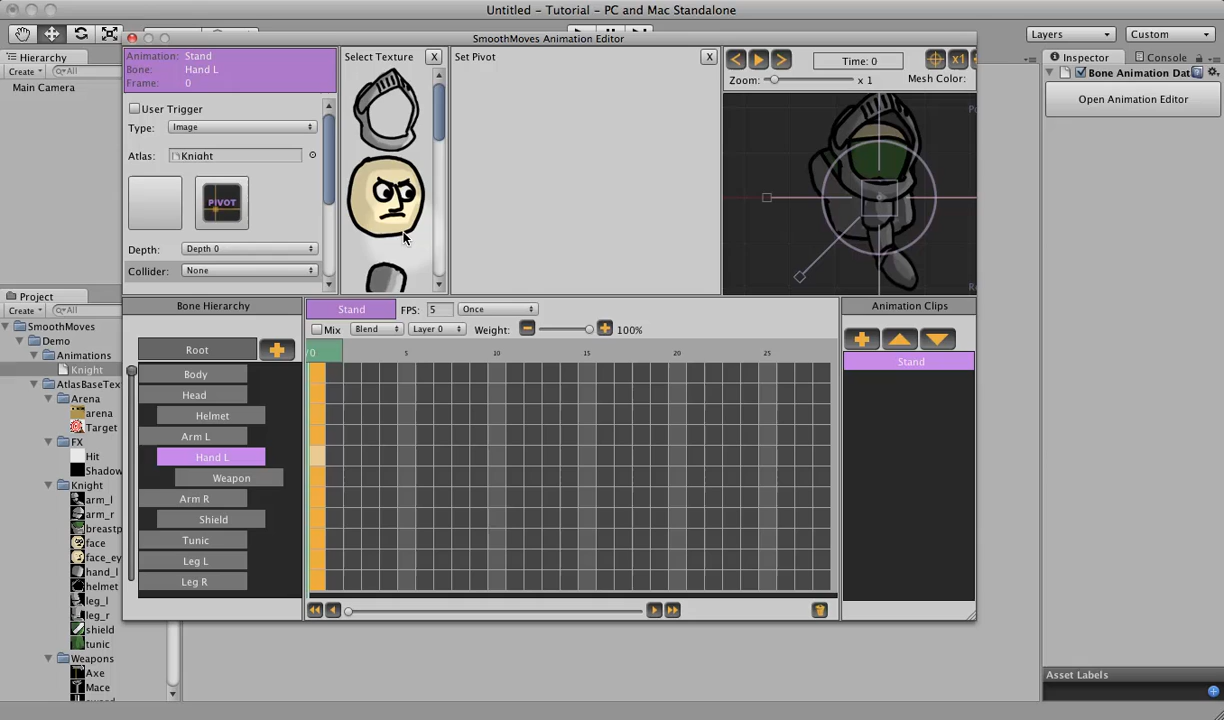 Untitled – Tutorial – PC and Mac Standalone
Layers
Custom
SmoothMoves Animation Editor
Hierarchy
Create
All
Main Camera
Animation: Stand
Bone: Hand L
Frame: 0
User Trigger
Type: Image
Atlas: Knight
PIVOT
Depth: Depth 0
Collider: None
Select Texture X
Set Pivot X
Time: 0
x1
Zoom: x 1
Mesh Color:
Inspector
Console
Bone Animation Dat
Open Animation Editor
Project
Create
All
SmoothMoves
Demo
Animations
Knight
AtlasBaseTex
Arena
arena
Target
FX
Hit
Shadow
Knight
arm_l
arm_r
breastp
face
face_ey
hand_l
helmet
leg_l
leg_r
shield
tunic
Weapons
Axe
Mace
Bone Hierarchy
Root
Body
Head
Helmet
Arm L
Hand L
Weapon
Arm R
Shield
Tunic
Leg L
Leg R
Stand FPS: 5 Once
Mix Blend Layer 0 Weight: 100%
0 5 10 15 20 25
Animation Clips
Stand
Asset Labels